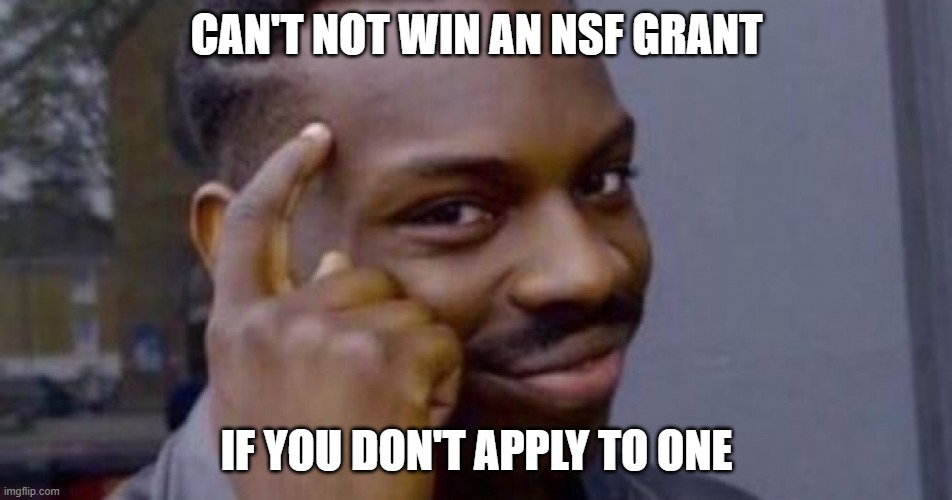 CAN'T NOT WIN AN NSF GRANT
IF YOU DON'T APPLY TO ONE
imgflip.com